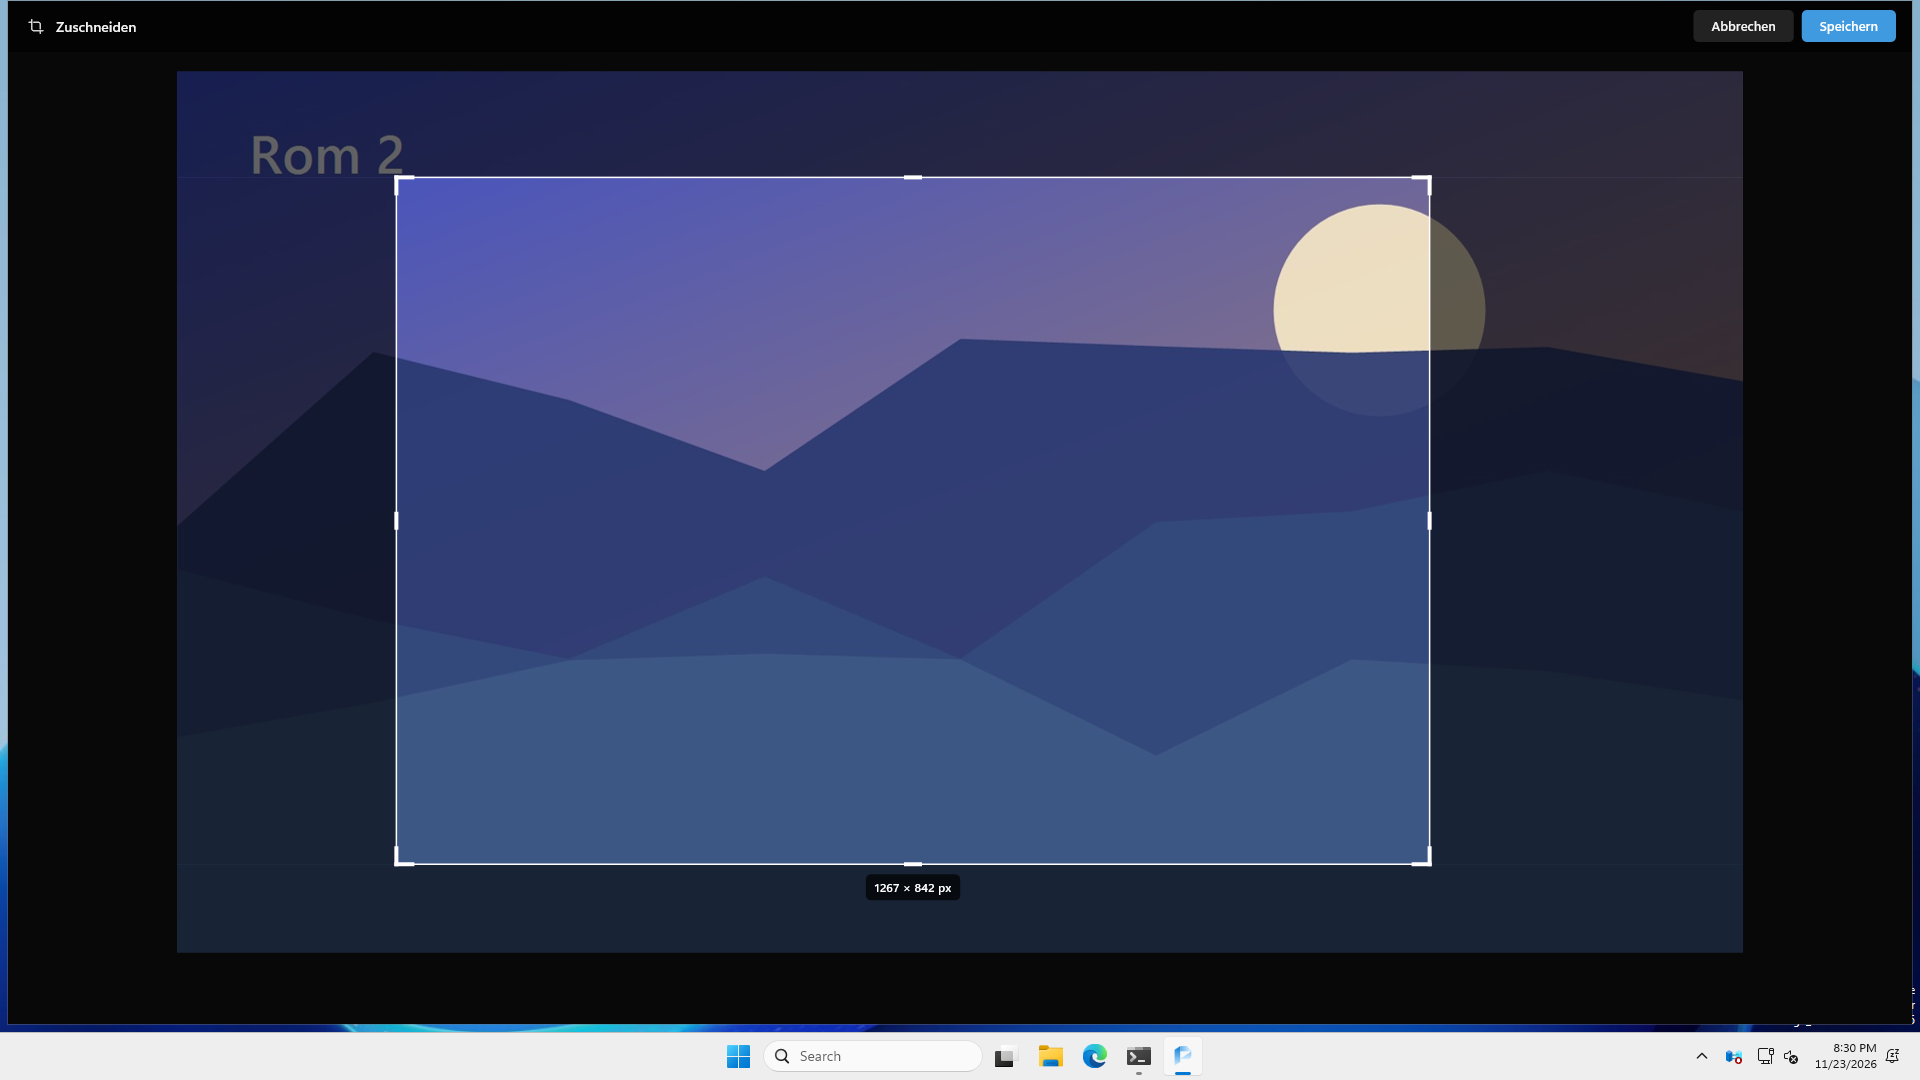 Zuschneiden
Abbrechen
Speichern
Rom 2
1267 × 842 px
Search
8:30 PM
11/23/2026